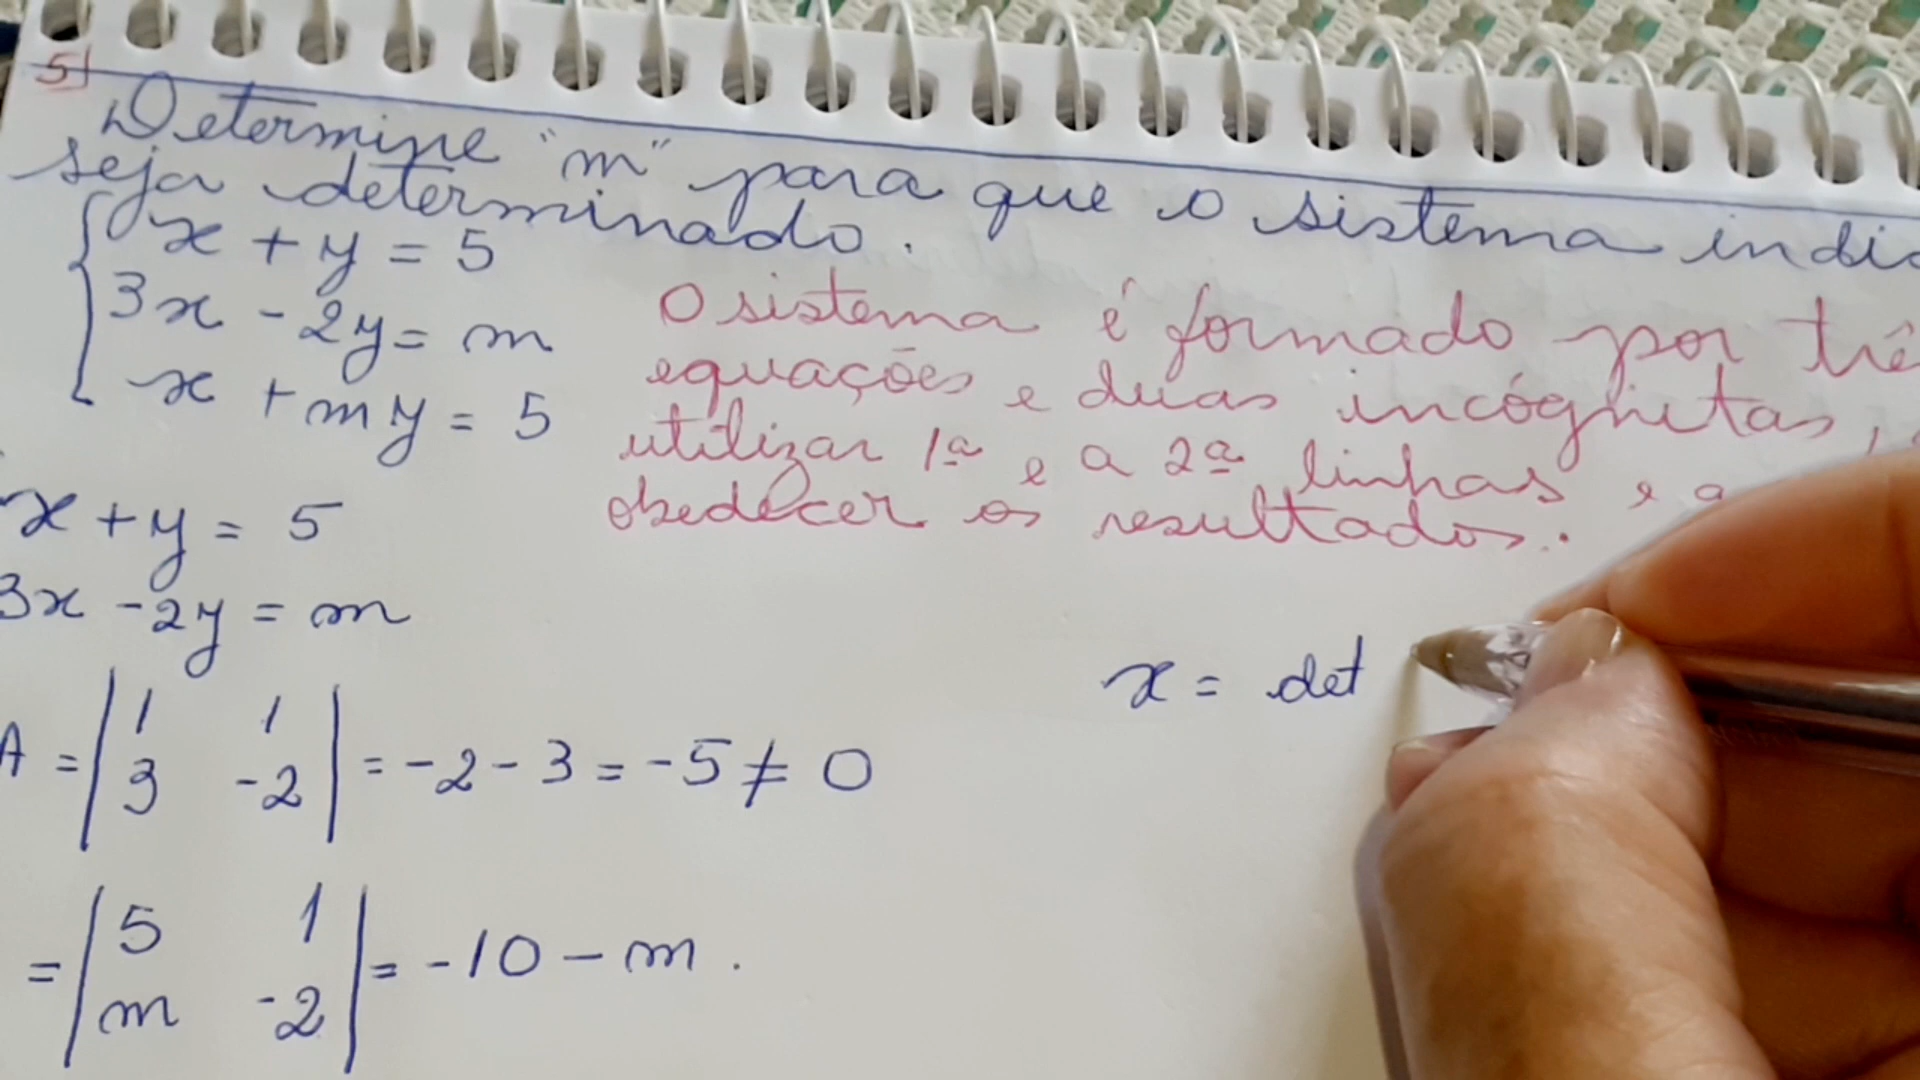 5)
Determine "m" para que o sistema
seja determinado.
x + y = 5
3x - 2y = m
x + my = 5
O sistema é formado por
equações e duas incógnitas,
utilizar 1ª e a 2ª linhas, e
obedecer os resultados.
x + y = 5
3x - 2y = m
A = | 1 1 |
| 3 -2 | = -2 - 3 = -5 ≠ 0
= | 5 1 |
| m -2 | = -10 - m.
x = det